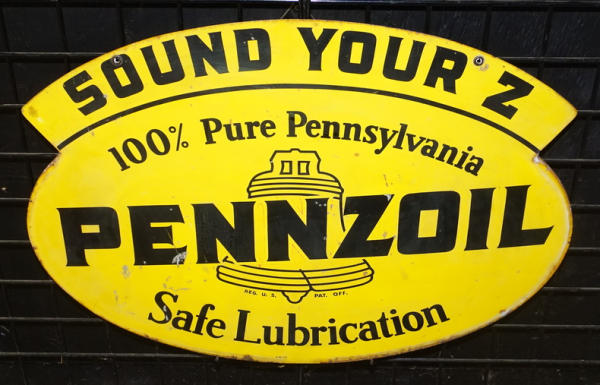 SOUND YOUR Z
100% Pure Pennsylvania
PENNZOIL
REG. U. S. PAT. OFF.
Safe Lubrication